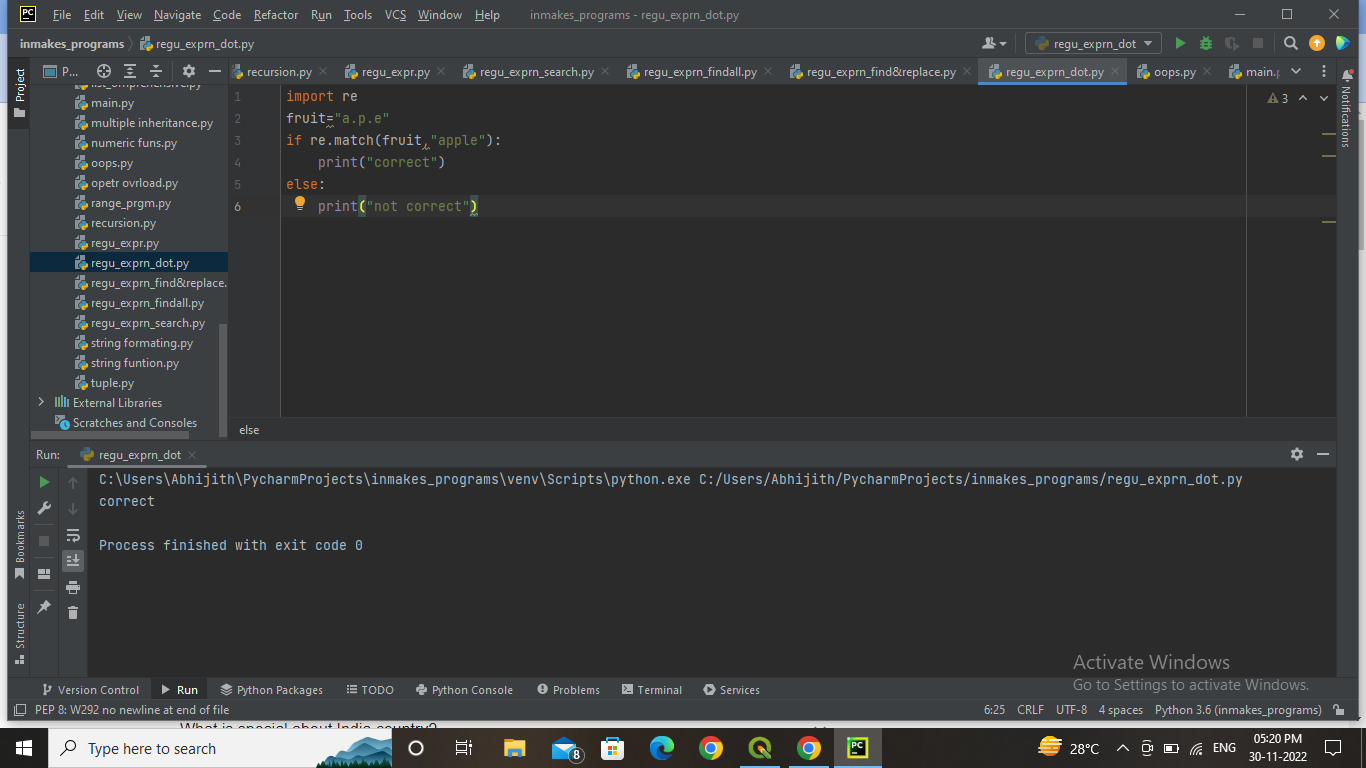 PC File Edit View Navigate Code Refactor Run Tools VCS Window Help inmakes_programs - regu_exprn_dot.py
inmakes_programs regu_exprn_dot.py regu_exprn_dot
Project P... recursion.py regu_expr.py regu_exprn_search.py regu_exprn_findall.py regu_exprn_find&replace.py regu_exprn_dot.py oops.py main.p Notifications
main.py
multiple inheritance.py
numeric funs.py
oops.py
opetr ovrload.py
range_prgm.py
recursion.py
regu_expr.py
regu_exprn_dot.py
regu_exprn_find&replace.
regu_exprn_findall.py
regu_exprn_search.py
string formating.py
string funtion.py
tuple.py
External Libraries
Scratches and Consoles
1 import re
2 fruit="a.p.e"
3 if re.match(fruit,"apple"):
4 print("correct")
5 else:
6 print("not correct")
3
else
Run: regu_exprn_dot
C:\Users\Abhijith\PycharmProjects\inmakes_programs\venv\Scripts\python.exe C:/Users/Abhijith/PycharmProjects/inmakes_programs/regu_exprn_dot.py
correct
Process finished with exit code 0
Bookmarks
Structure
Activate Windows
Go to Settings to activate Windows.
Version Control Run Python Packages TODO Python Console Problems Terminal Services
PEP 8: W292 no newline at end of file 6:25 CRLF UTF-8 4 spaces Python 3.6 (inmakes_programs)
What is special about India country?
Type here to search 8 PC 28°C ENG 05:20 PM
30-11-2022